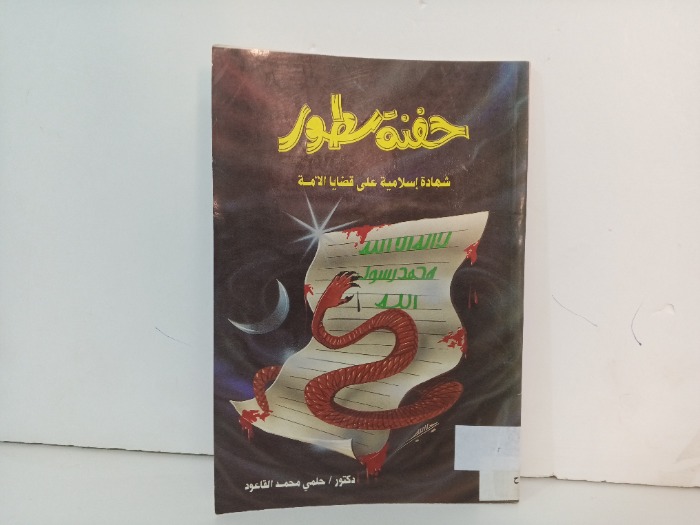 حفنة سطور
شهادة إسلامية على قضايا الأمة
لا إله إلا الله
محمد رسول
الله
دكتور / حلمي محمد القاعود